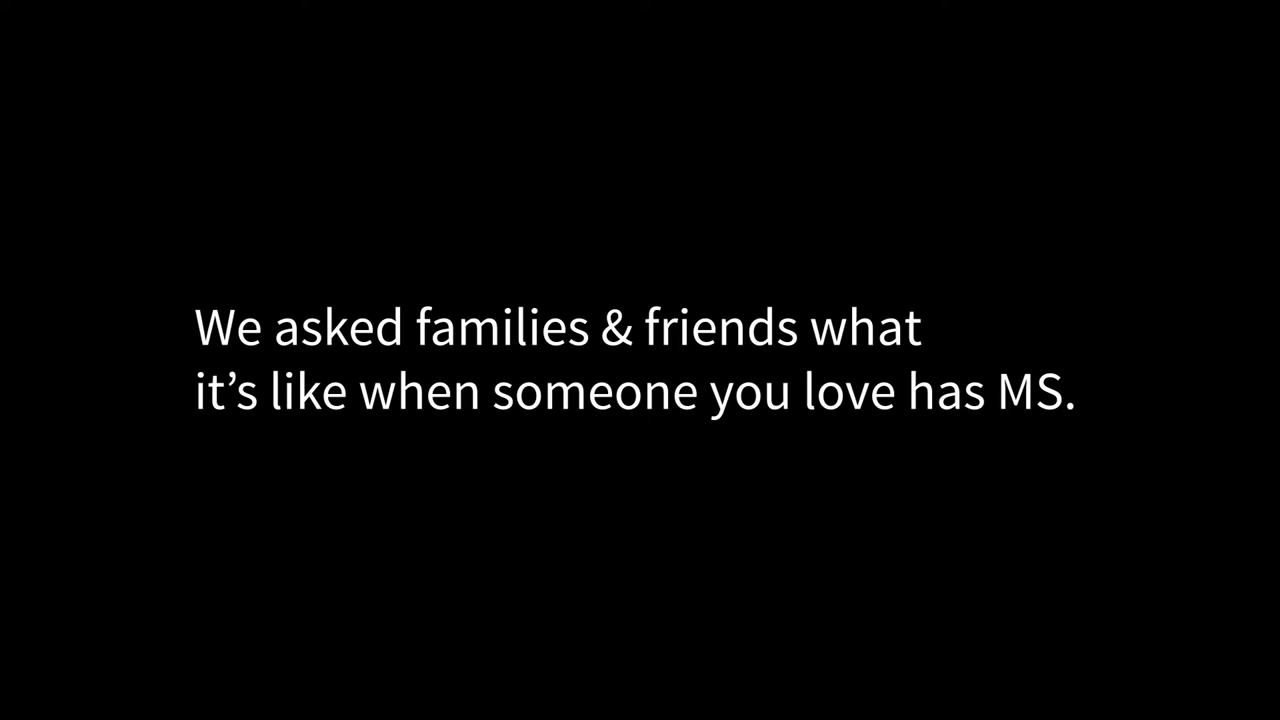 We asked families & friends what
it’s like when someone you love has MS.